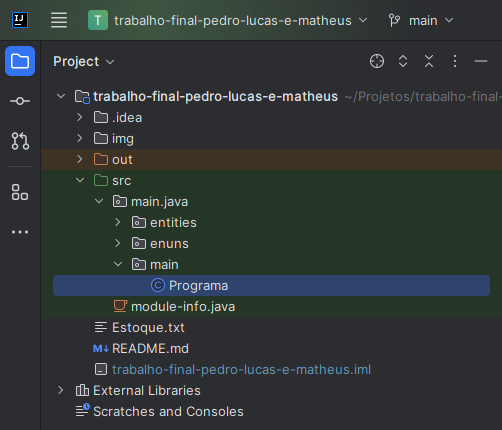 IJ T trabalho-final-pedro-lucas-e-matheus main
Project
trabalho-final-pedro-lucas-e-matheus ~/Projetos/trabalho-final-
.idea
img
out
src
main.java
entities
enuns
main
C Programa
module-info.java
Estoque.txt
M↓ README.md
trabalho-final-pedro-lucas-e-matheus.iml
External Libraries
Scratches and Consoles